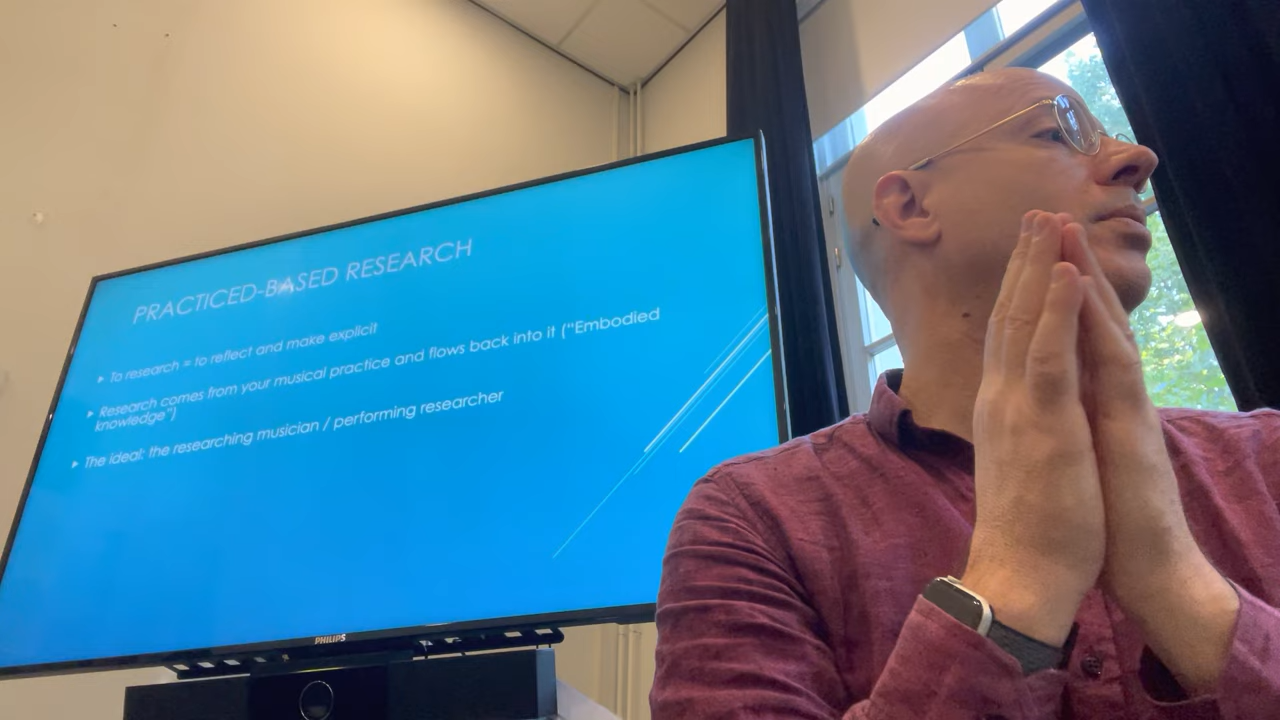 PRACTICED-BASED RESEARCH
To research = to reflect and make explicit
Research comes from your musical practice and flows back into it ("Embodied
knowledge")
The ideal: the researching musician / performing researcher
PHILIPS